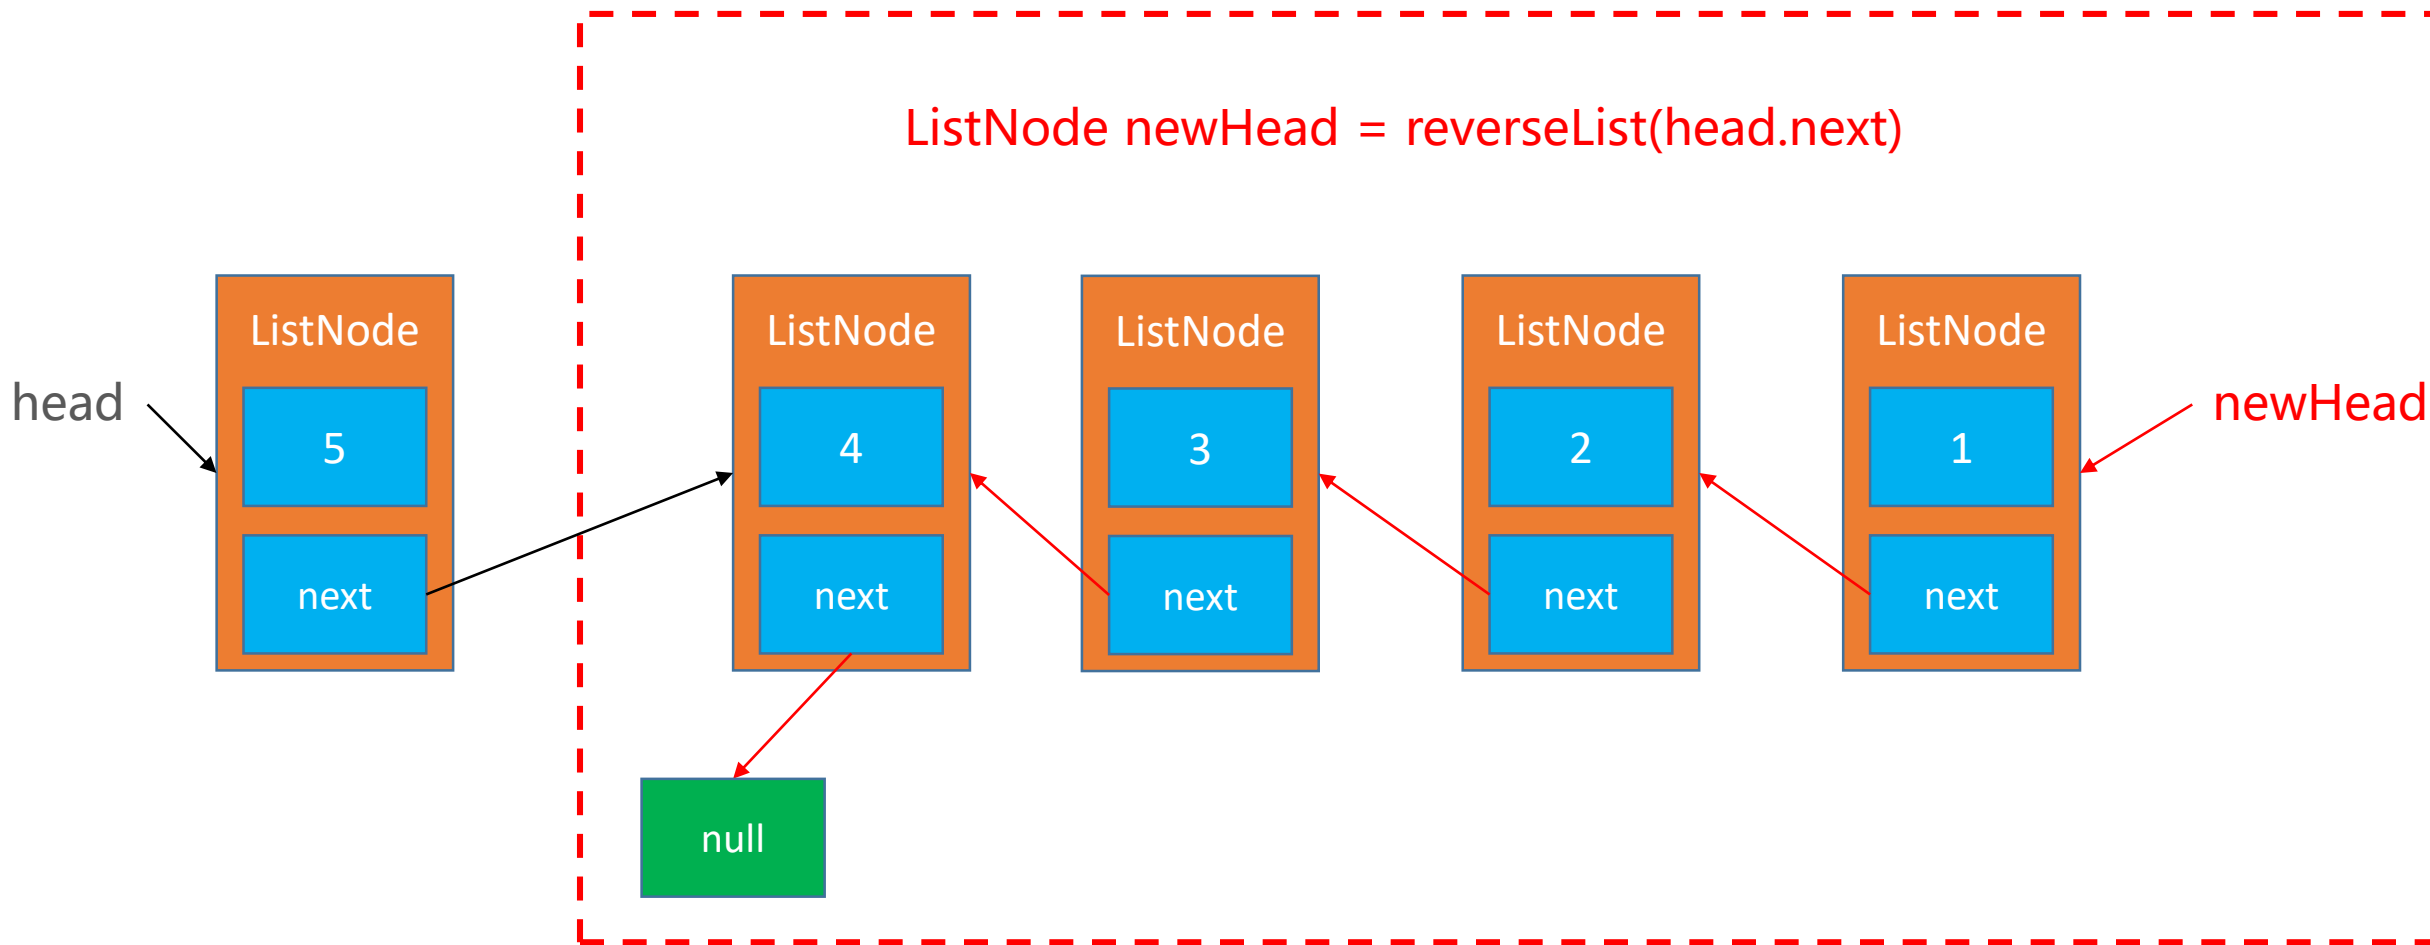 ListNode newHead = reverseList(head.next)
ListNode ListNode ListNode ListNode ListNode
head 5 4 3 2 1 newHead
next next next next next
null